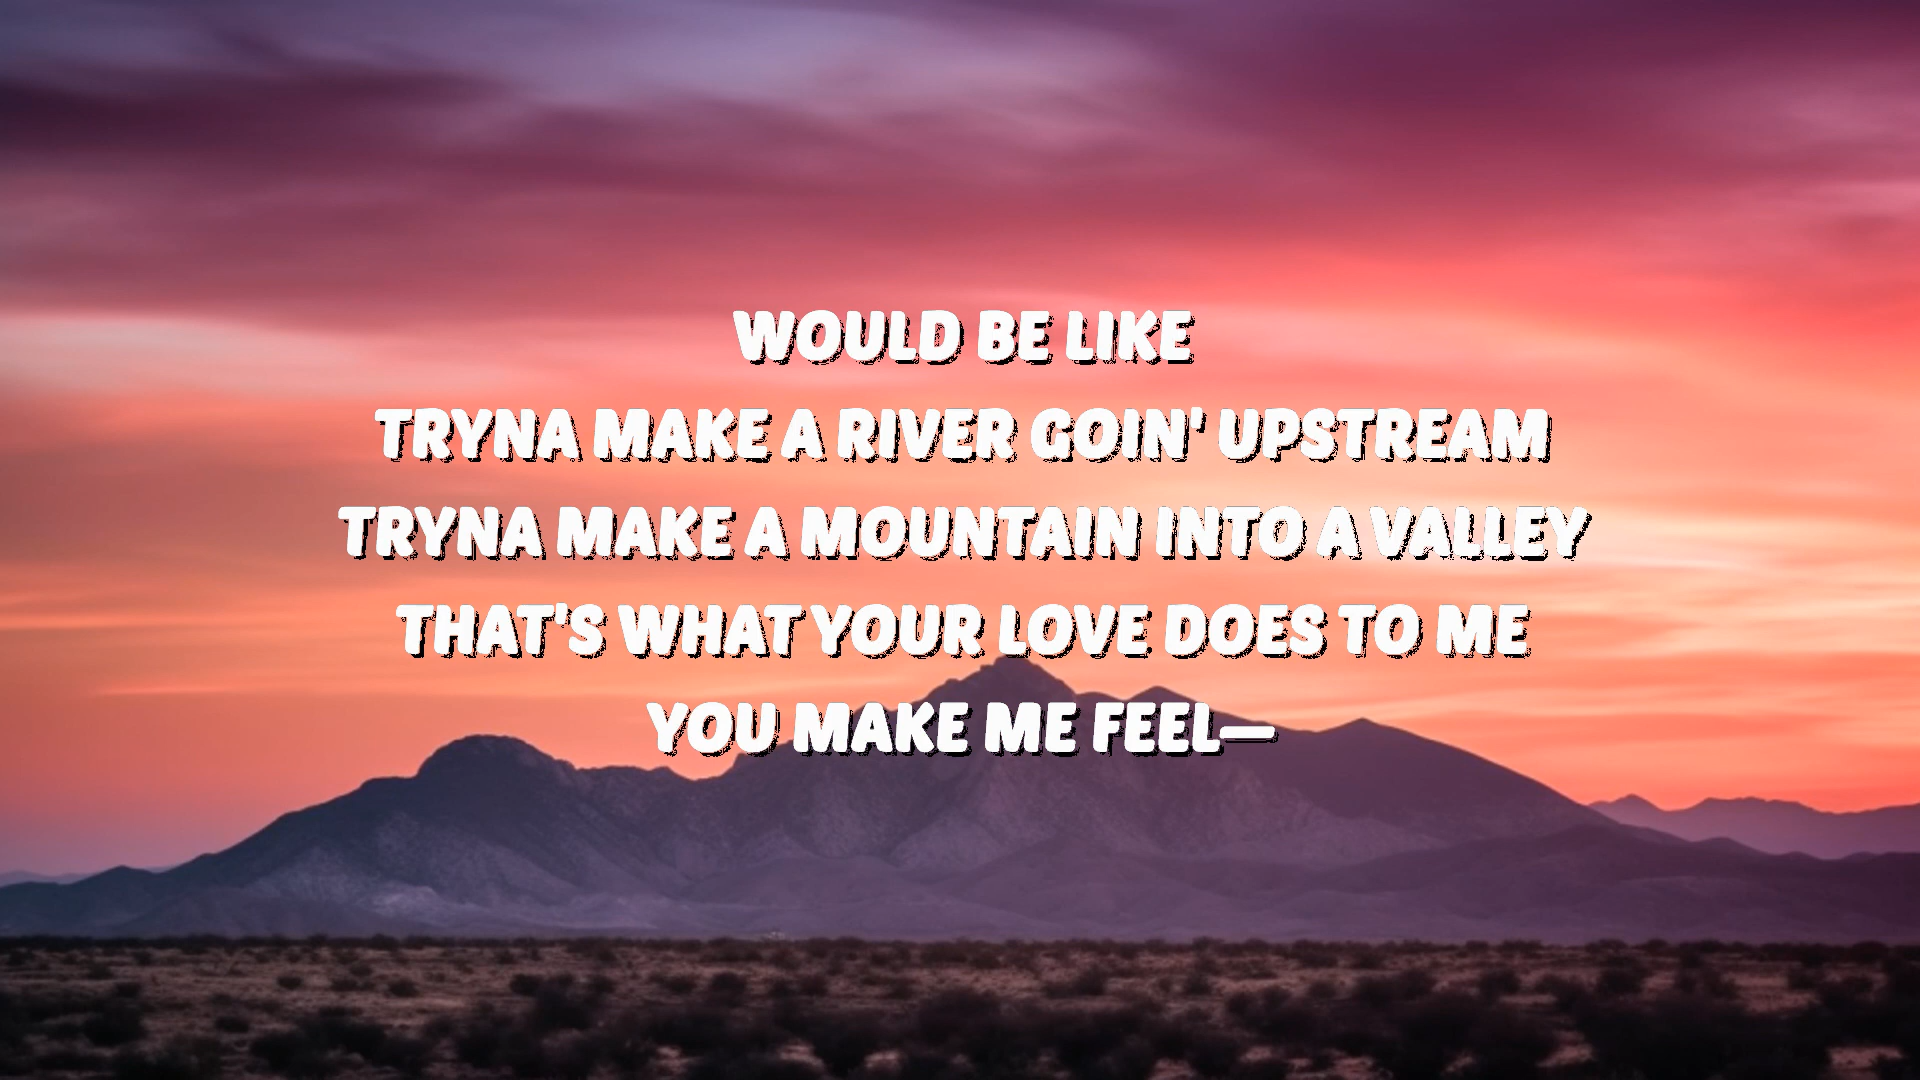 WOULD BE LIKE
TRYNA MAKE A RIVER GOIN' UPSTREAM
TRYNA MAKE A MOUNTAIN INTO A VALLEY
THAT'S WHAT YOUR LOVE DOES TO ME
YOU MAKE ME FEEL—